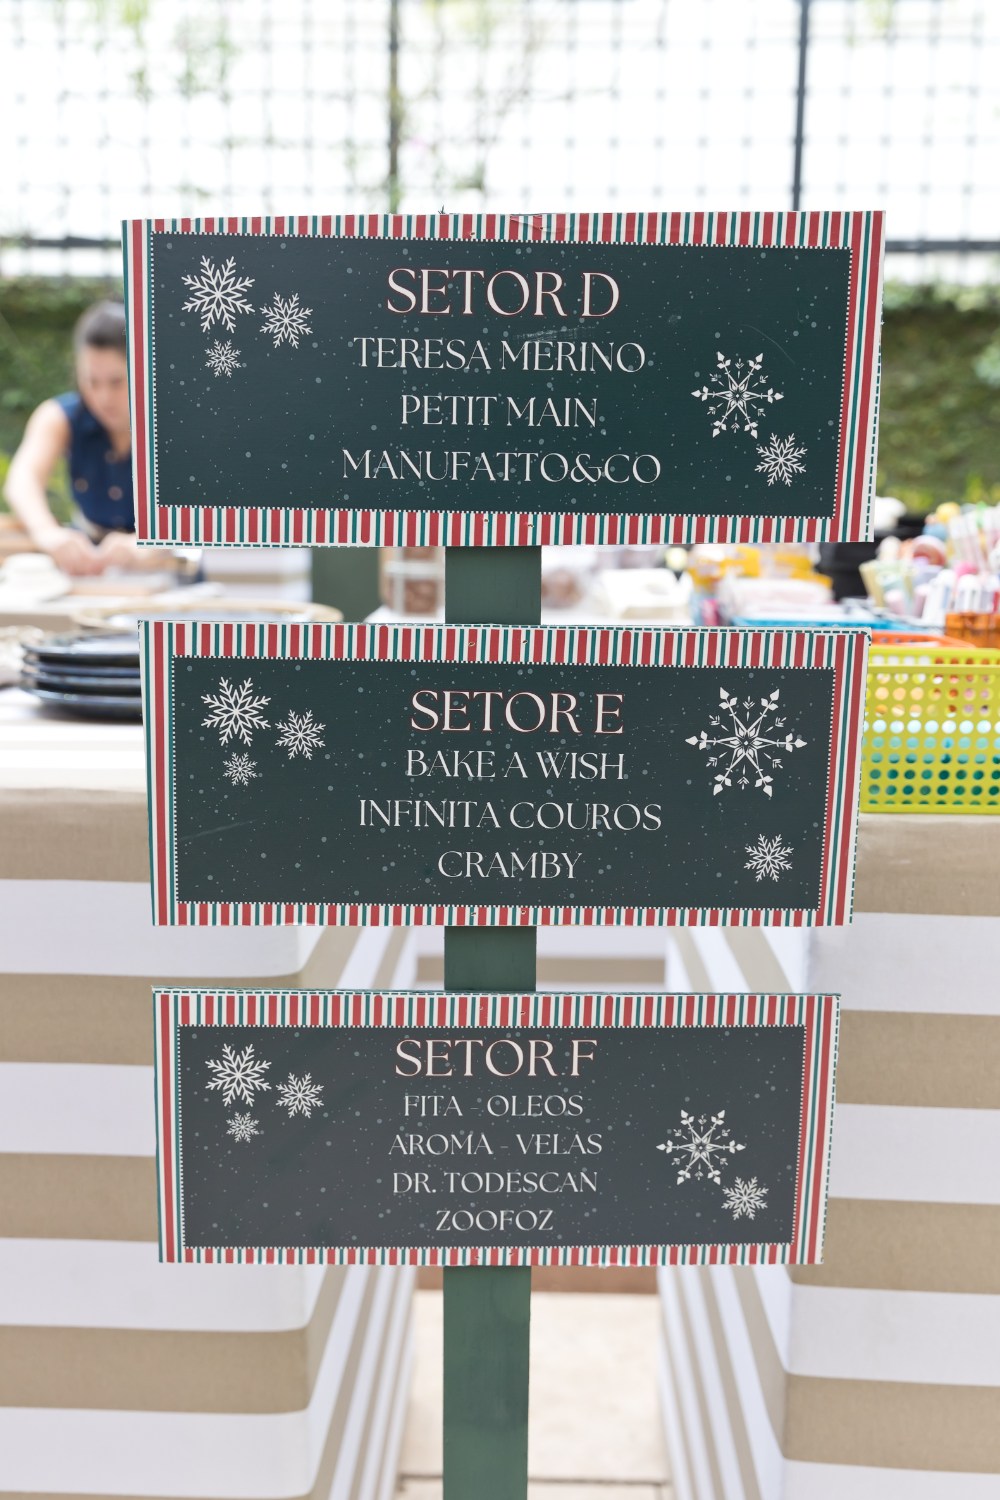 SETOR D
TERESA MERINO
PETIT MAIN
MANUFATTO&CO
SETOR E
BAKE A WISH
INFINITA COUROS
CRAMBY
SETOR F
FITA - OLEOS
AROMA - VELAS
DR. TODESCAN
ZOOFOZ